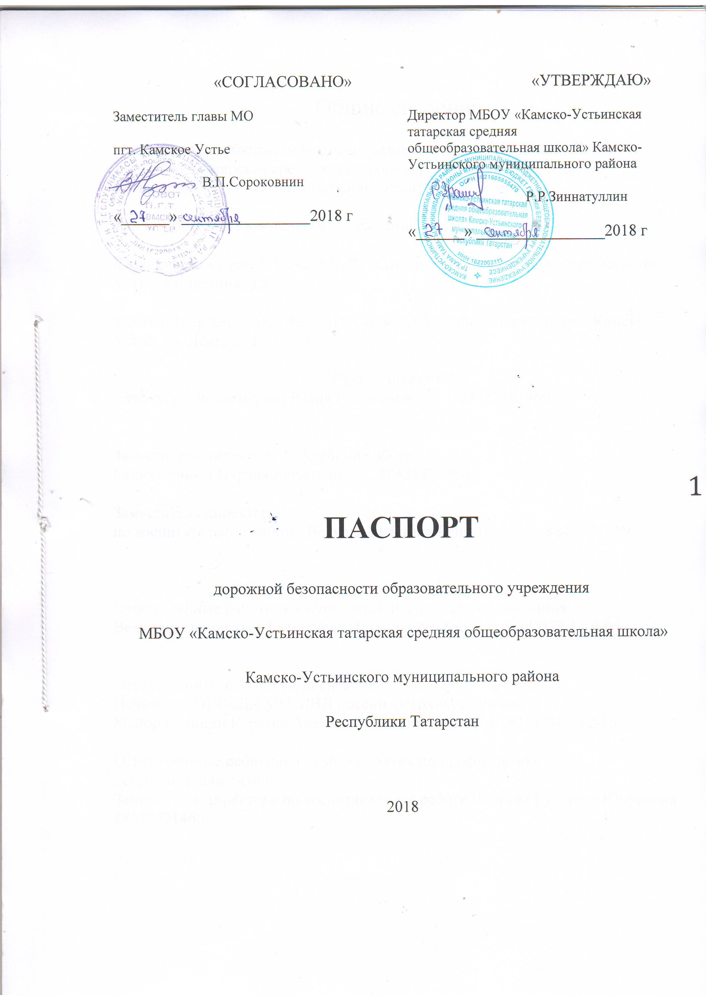 «СОГЛАСОВАНО»
Заместитель главы МО
пгт. Камское Устье
В.П.Сороковнин
« 27 » сентября 2018 г
«УТВЕРЖДАЮ»
Директор МБОУ «Камско-Устьинская
татарская средняя
общеобразовательная школа» Камско-
Устьинского муниципального района
Р.Р.Зиннатуллин
« 27 » сентября 2018 г
ОГРН 1021605955470
«Камско-Устьинская татарская
средняя общеобразовательная
школа» Камско-Устьинского
муниципального района
Республики Татарстан
ИНН 1622003111
СОВЕТ
п.г.т.
Камское
Устье
1
ПАСПОРТ
дорожной безопасности образовательного учреждения
МБОУ «Камско-Устьинская татарская средняя общеобразовательная школа»
Камско-Устьинского муниципального района
Республики Татарстан
2018